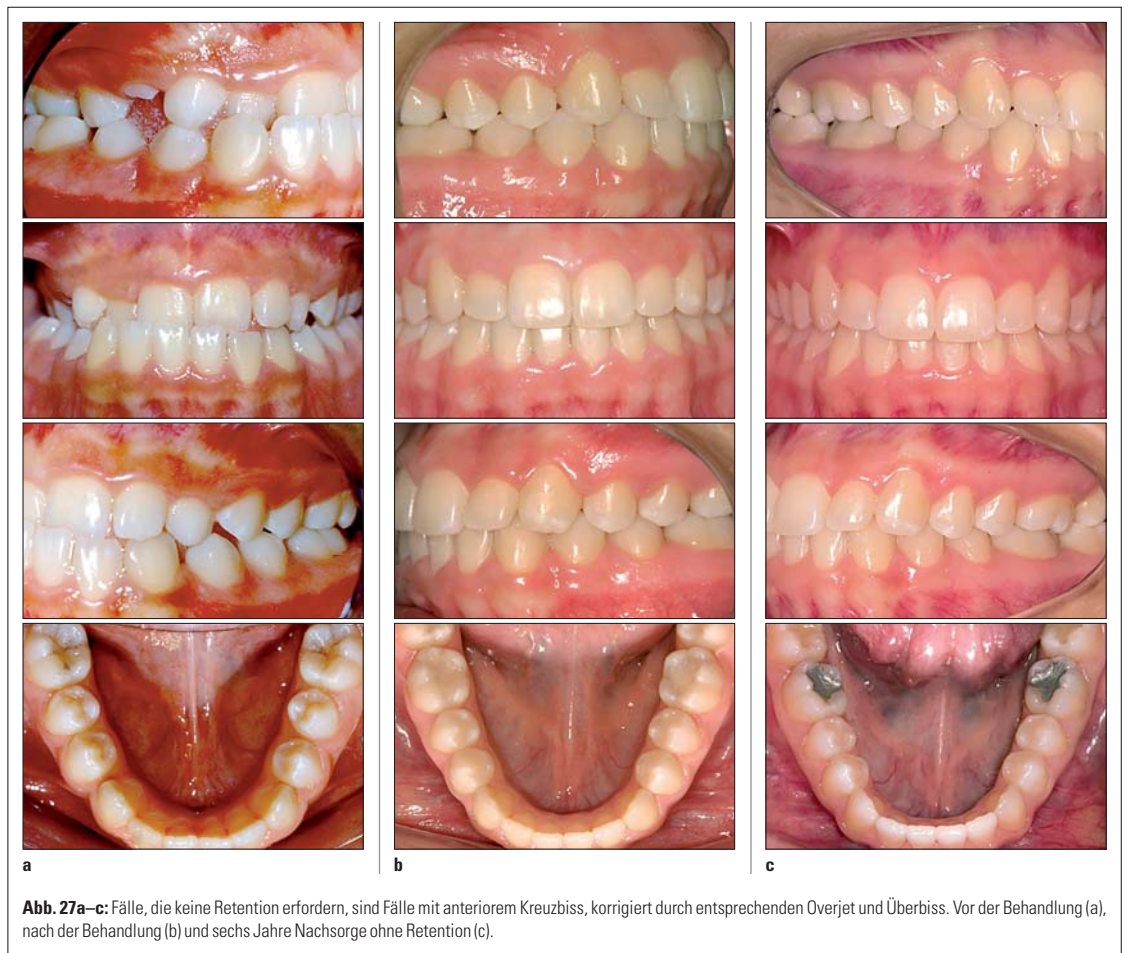 a
b
c
Abb. 27a–c: Fälle, die keine Retention erfordern, sind Fälle mit anteriorem Kreuzbiss, korrigiert durch entsprechenden Overjet und Überbiss. Vor der Behandlung (a),
nach der Behandlung (b) und sechs Jahre Nachsorge ohne Retention (c).